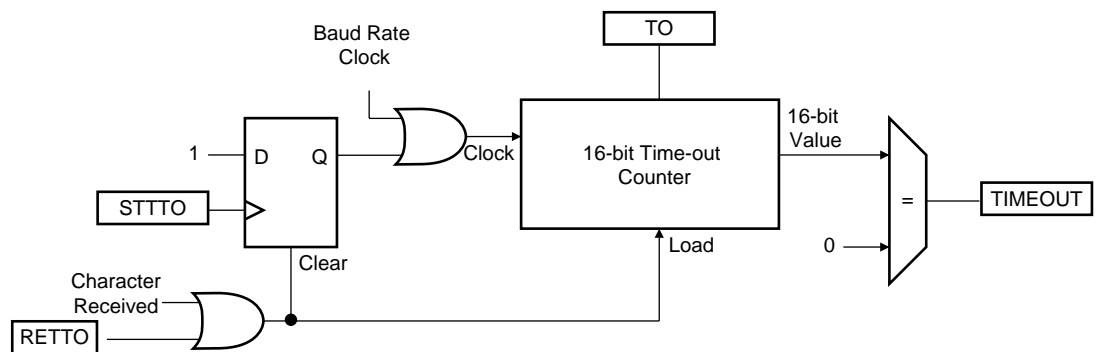 TO
Baud Rate
Clock
1
D
Q
Clock
16-bit Time-out
Counter
16-bit
Value
=
TIMEOUT
STTTO
Clear
Load
0
Character
Received
RETTO